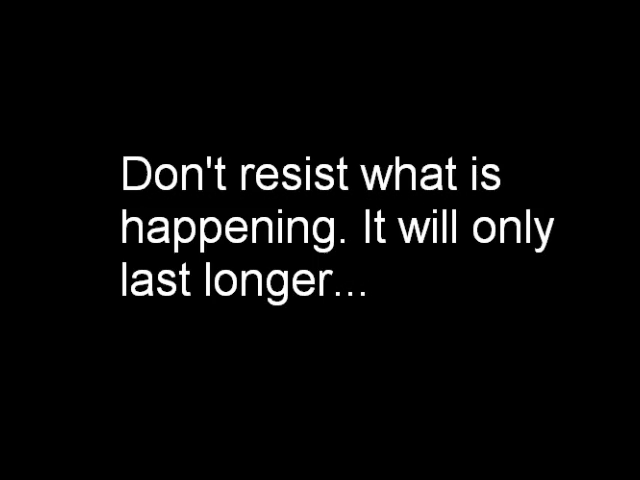 Don't resist what is
happening. It will only
last longer...